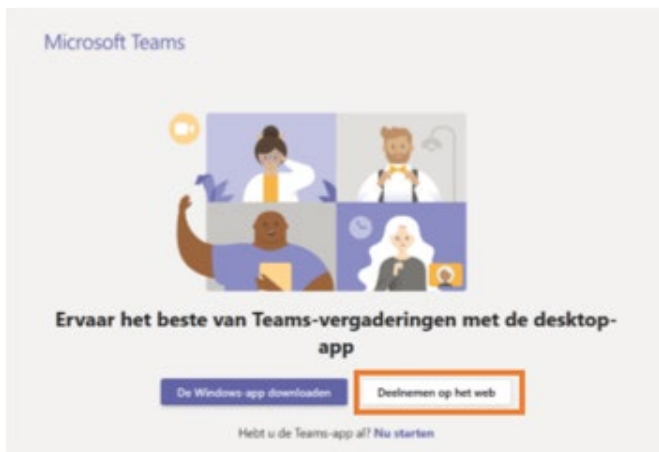 Microsoft Teams
Ervaar het beste van Teams-vergaderingen met de desktop-
app
De Windows-app downloaden
Deelnemen op het web
Hebt u de Teams-app al? Nu starten